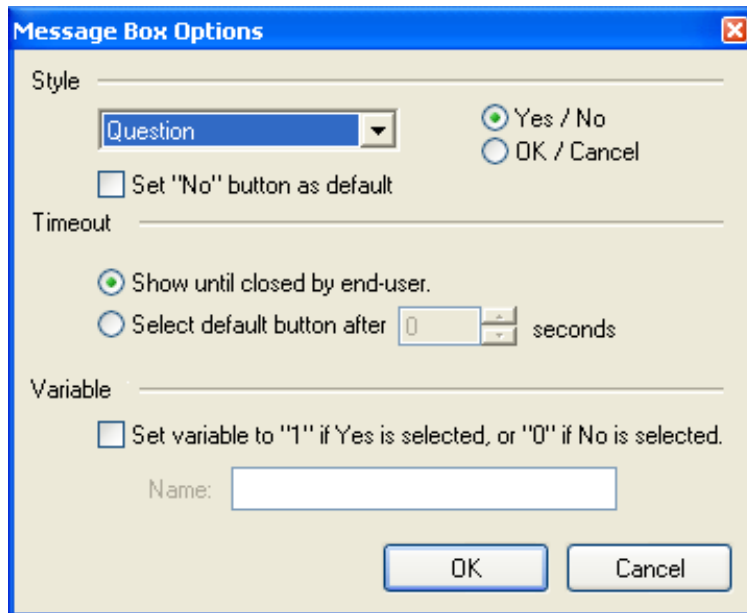 Message Box Options
Style
Question
Yes / No
OK / Cancel
Set "No" button as default
Timeout
Show until closed by end-user.
Select default button after 0 seconds
Variable
Set variable to "1" if Yes is selected, or "0" if No is selected.
Name:
OK Cancel